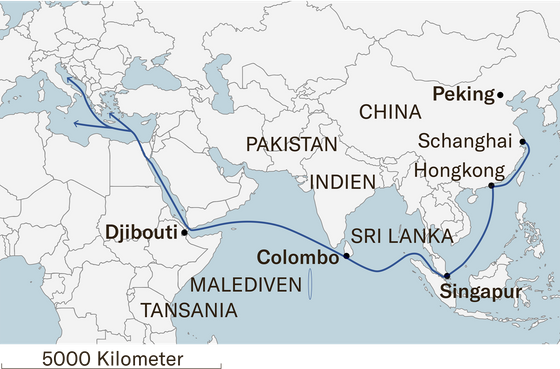 Peking
CHINA
Schanghai
PAKISTAN
Hongkong
INDIEN
Djibouti
SRI LANKA
Colombo
MALEDIVEN
Singapur
TANSANIA
5000 Kilometer